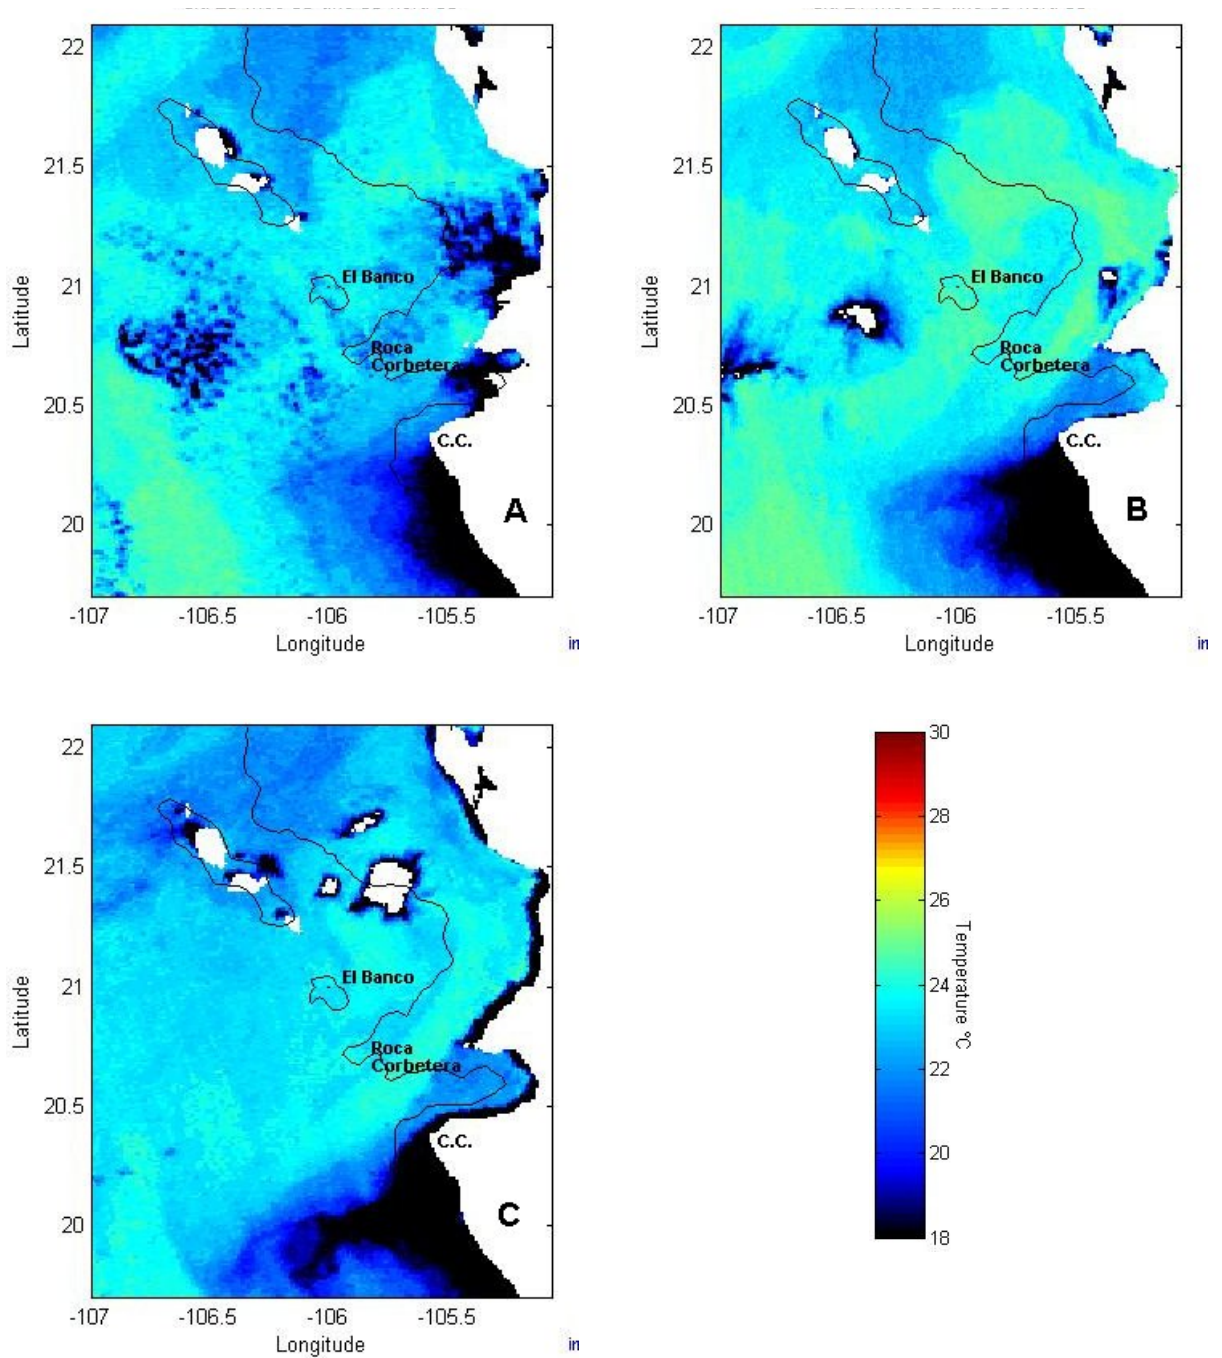 22
21.5
21
20.5
20
Latitude
El Banco
Roca
Corbetera
C.C.
A
-107
-106.5
-106
-105.5
Longitude
in
22
21.5
21
20.5
20
Latitude
El Banco
Roca
Corbetera
C.C.
B
-107
-106.5
-106
-105.5
Longitude
in
22
21.5
21
20.5
20
Latitude
El Banco
Roca
Corbetera
C.C.
C
-107
-106.5
-106
-105.5
Longitude
in
30
28
26
24
22
20
18
Temperature °C